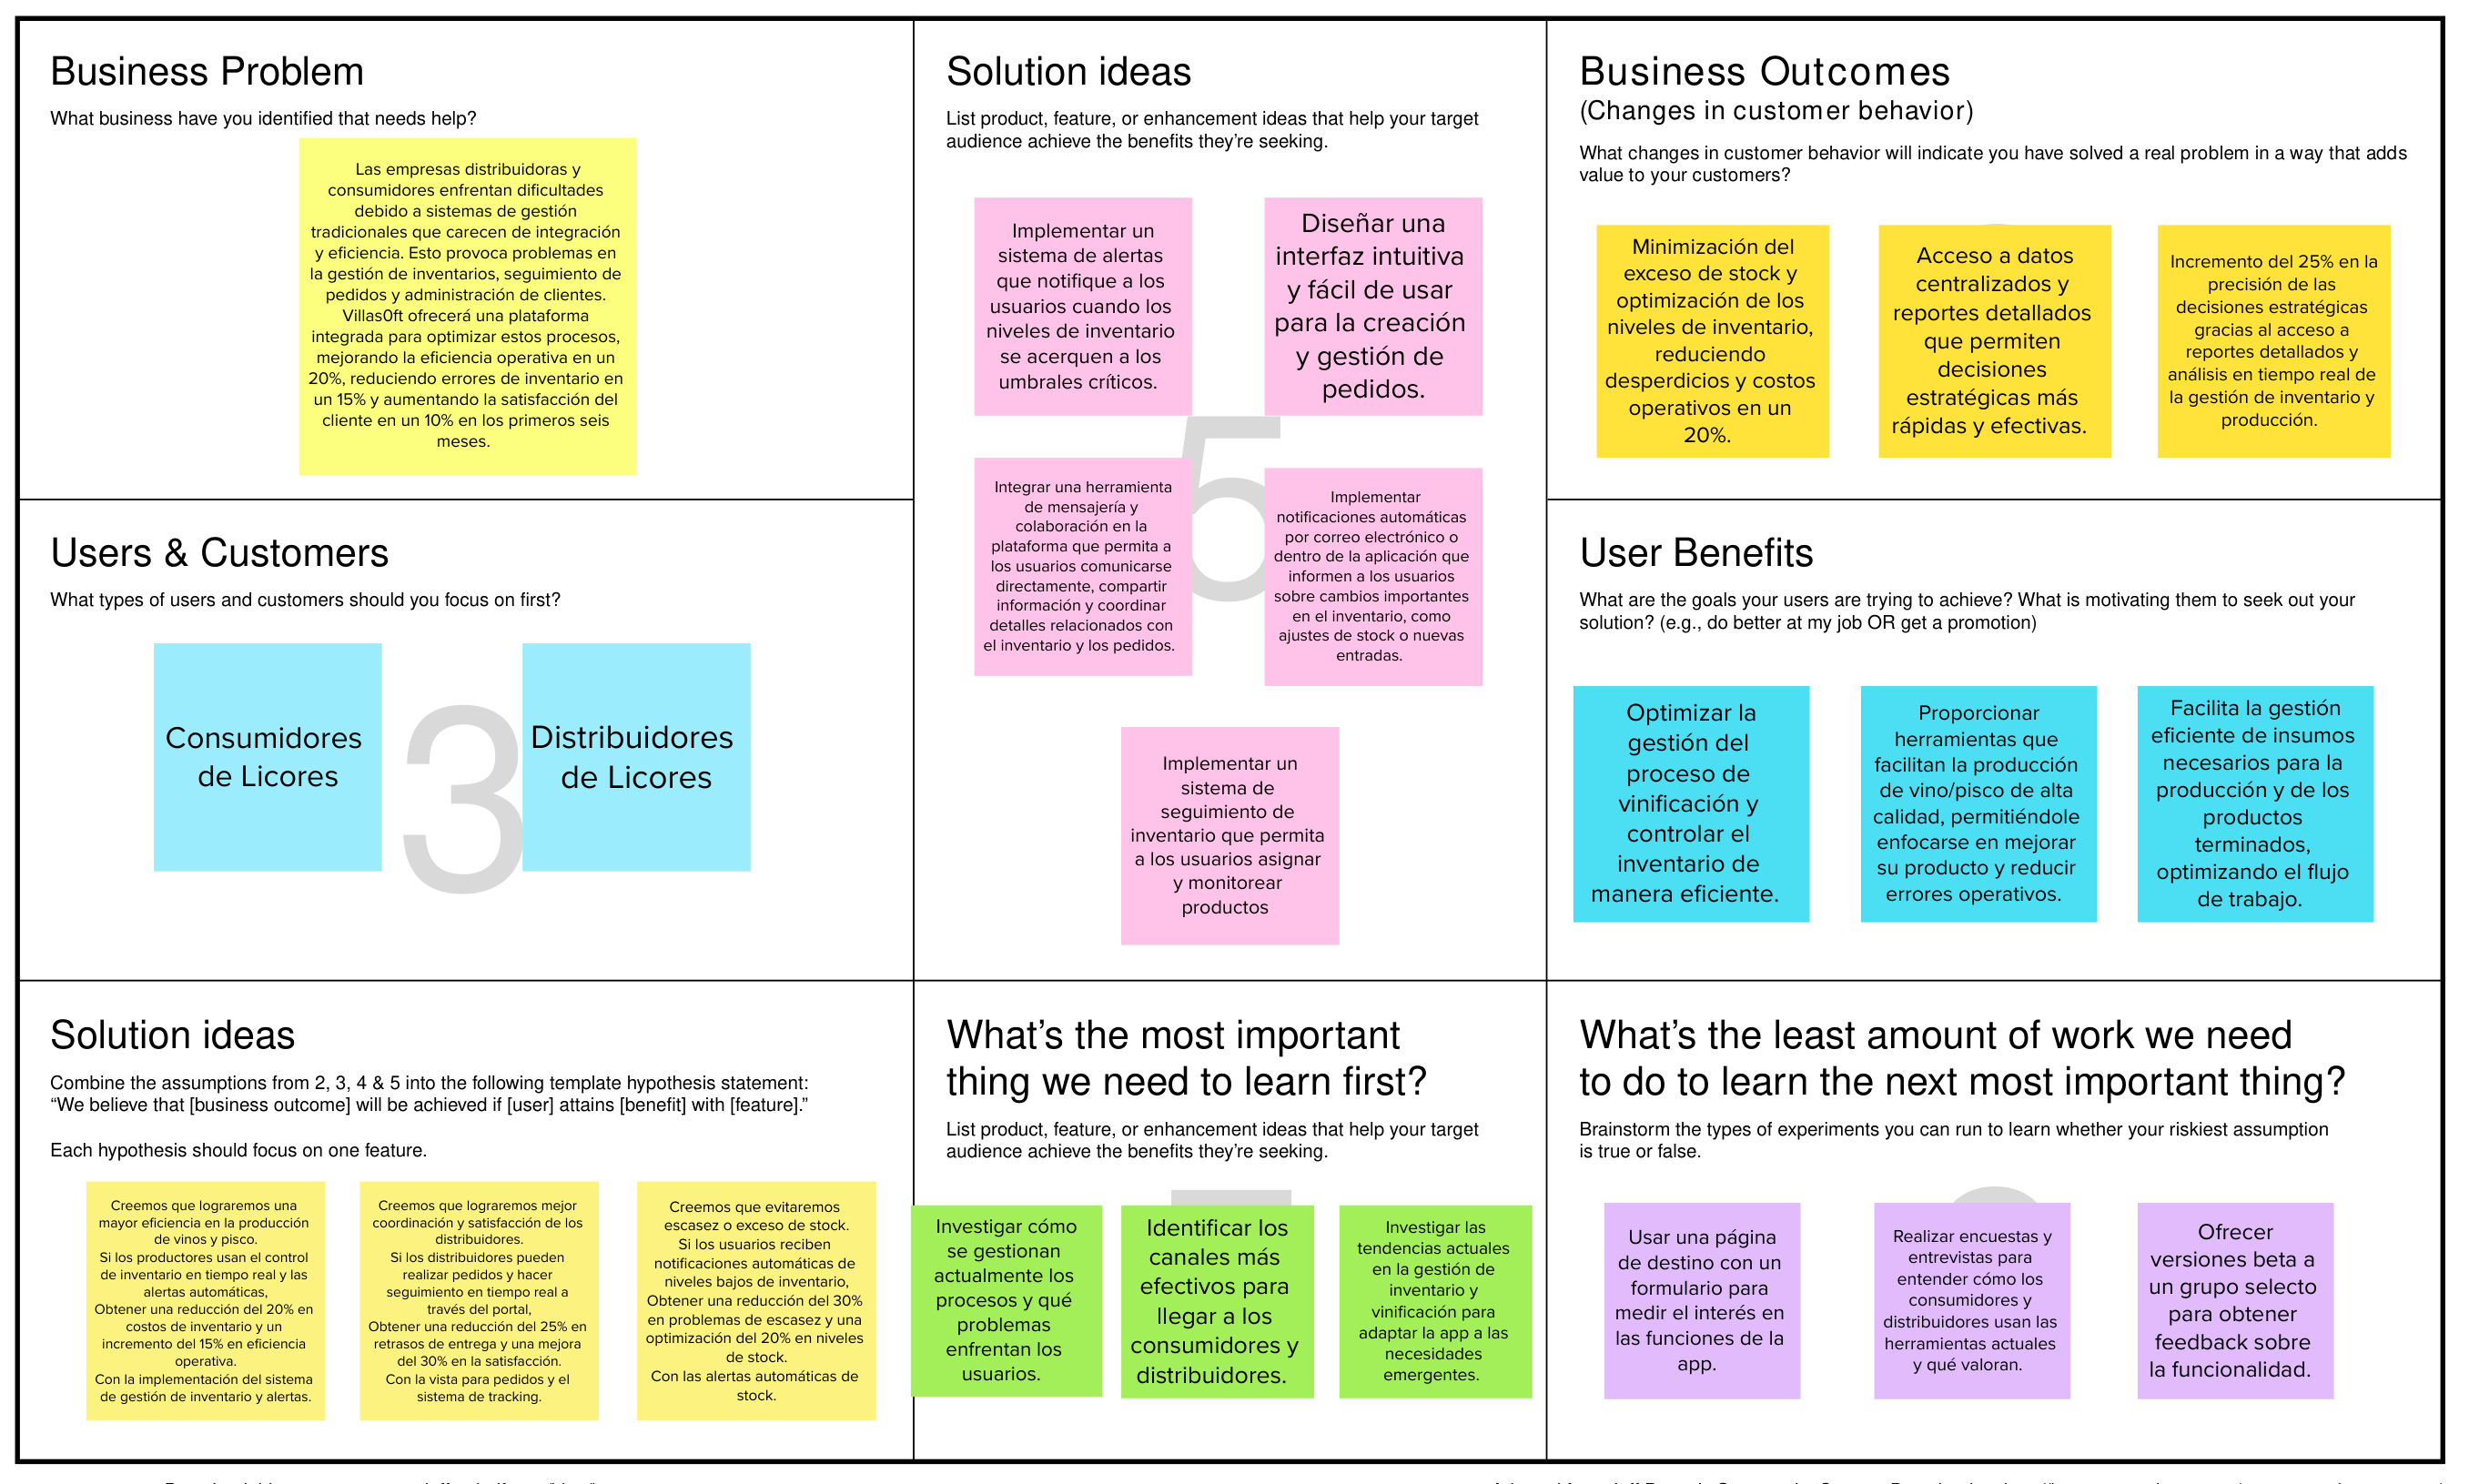 Business Problem
What business have you identified that needs help?
Las empresas distribuidoras y
consumidores enfrentan dificultades
debido a sistemas de gestión
tradicionales que carecen de integración
y eficiencia. Esto provoca problemas en
la gestión de inventarios, seguimiento de
pedidos y administración de clientes.
Villas0ft ofrecerá una plataforma
integrada para optimizar estos procesos,
mejorando la eficiencia operativa en un
20%, reduciendo errores de inventario en
un 15% y aumentando la satisfacción del
cliente en un 10% en los primeros seis
meses.
Users & Customers
What types of users and customers should you focus on first?
Consumidores
de Licores
3
Distribuidores
de Licores
Solution ideas
List product, feature, or enhancement ideas that help your target
audience achieve the benefits they're seeking.
Implementar un
sistema de alertas
que notifique a los
usuarios cuando los
niveles de inventario
se acerquen a los
umbrales críticos.
Diseñar una
interfaz intuitiva
y fácil de usar
para la creación
y gestión de
pedidos.
5
Integrar una herramienta
de mensajería y
colaboración en la
plataforma que permita a
los usuarios comunicarse
directamente, compartir
información y coordinar
detalles relacionados con
el inventario y los pedidos.
Implementar
notificaciones automáticas
por correo electrónico o
dentro de la aplicación que
informen a los usuarios
sobre cambios importantes
en el inventario, como
ajustes de stock o nuevas
entradas.
Implementar un
sistema de
seguimiento de
inventario que permita
a los usuarios asignar
y monitorear
productos
Business Outcomes
(Changes in customer behavior)
What changes in customer behavior will indicate you have solved a real problem in a way that adds
value to your customers?
Minimización del
exceso de stock y
optimización de los
niveles de inventario,
reduciendo
desperdicios y costos
operativos en un
20%.
Acceso a datos
centralizados y
reportes detallados
que permiten
decisiones
estratégicas más
rápidas y efectivas.
Incremento del 25% en la
precisión de las
decisiones estratégicas
gracias al acceso a
reportes detallados y
análisis en tiempo real de
la gestión de inventario y
producción.
User Benefits
What are the goals your users are trying to achieve? What is motivating them to seek out your
solution? (e.g., do better at my job OR get a promotion)
Optimizar la
gestión del
proceso de
vinificación y
controlar el
inventario de
manera eficiente.
Proporcionar
herramientas que
facilitan la producción
de vino/pisco de alta
calidad, permitiéndole
enfocarse en mejorar
su producto y reducir
errores operativos.
Facilita la gestión
eficiente de insumos
necesarios para la
producción y de los
productos
terminados,
optimizando el flujo
de trabajo.
Solution ideas
Combine the assumptions from 2, 3, 4 & 5 into the following template hypothesis statement:
“We believe that [business outcome] will be achieved if [user] attains [benefit] with [feature].”
Each hypothesis should focus on one feature.
Creemos que lograremos una
mayor eficiencia en la producción
de vinos y pisco.
Si los productores usan el control
de inventario en tiempo real y las
alertas automáticas,
Obtener una reducción del 20% en
costos de inventario y un
incremento del 15% en eficiencia
operativa.
Con la implementación del sistema
de gestión de inventario y alertas.
Creemos que lograremos mejor
coordinación y satisfacción de los
distribuidores.
Si los distribuidores pueden
realizar pedidos y hacer
seguimiento en tiempo real a
través del portal,
Obtener una reducción del 25% en
retrasos de entrega y una mejora
del 30% en la satisfacción.
Con la vista para pedidos y el
sistema de tracking.
Creemos que evitaremos
escasez o exceso de stock.
Si los usuarios reciben
notificaciones automáticas de
niveles bajos de inventario,
Obtener una reducción del 30%
en problemas de escasez y una
optimización del 20% en niveles
de stock.
Con las alertas automáticas de
stock.
What's the most important
thing we need to learn first?
List product, feature, or enhancement ideas that help your target
audience achieve the benefits they're seeking.
Investigar cómo
se gestionan
actualmente los
procesos y qué
problemas
enfrentan los
usuarios.
Identificar los
canales más
efectivos para
llegar a los
consumidores y
distribuidores.
Investigar las
tendencias actuales
en la gestión de
inventario y
vinificación para
adaptar la app a las
necesidades
emergentes.
What's the least amount of work we need
to do to learn the next most important thing?
Brainstorm the types of experiments you can run to learn whether your riskiest assumption
is true or false.
Usar una página
de destino con un
formulario para
medir el interés en
las funciones de la
app.
Realizar encuestas y
entrevistas para
entender cómo los
consumidores y
distribuidores usan las
herramientas actuales
y qué valoran.
Ofrecer
versiones beta a
un grupo selecto
para obtener
feedback sobre
la funcionalidad.